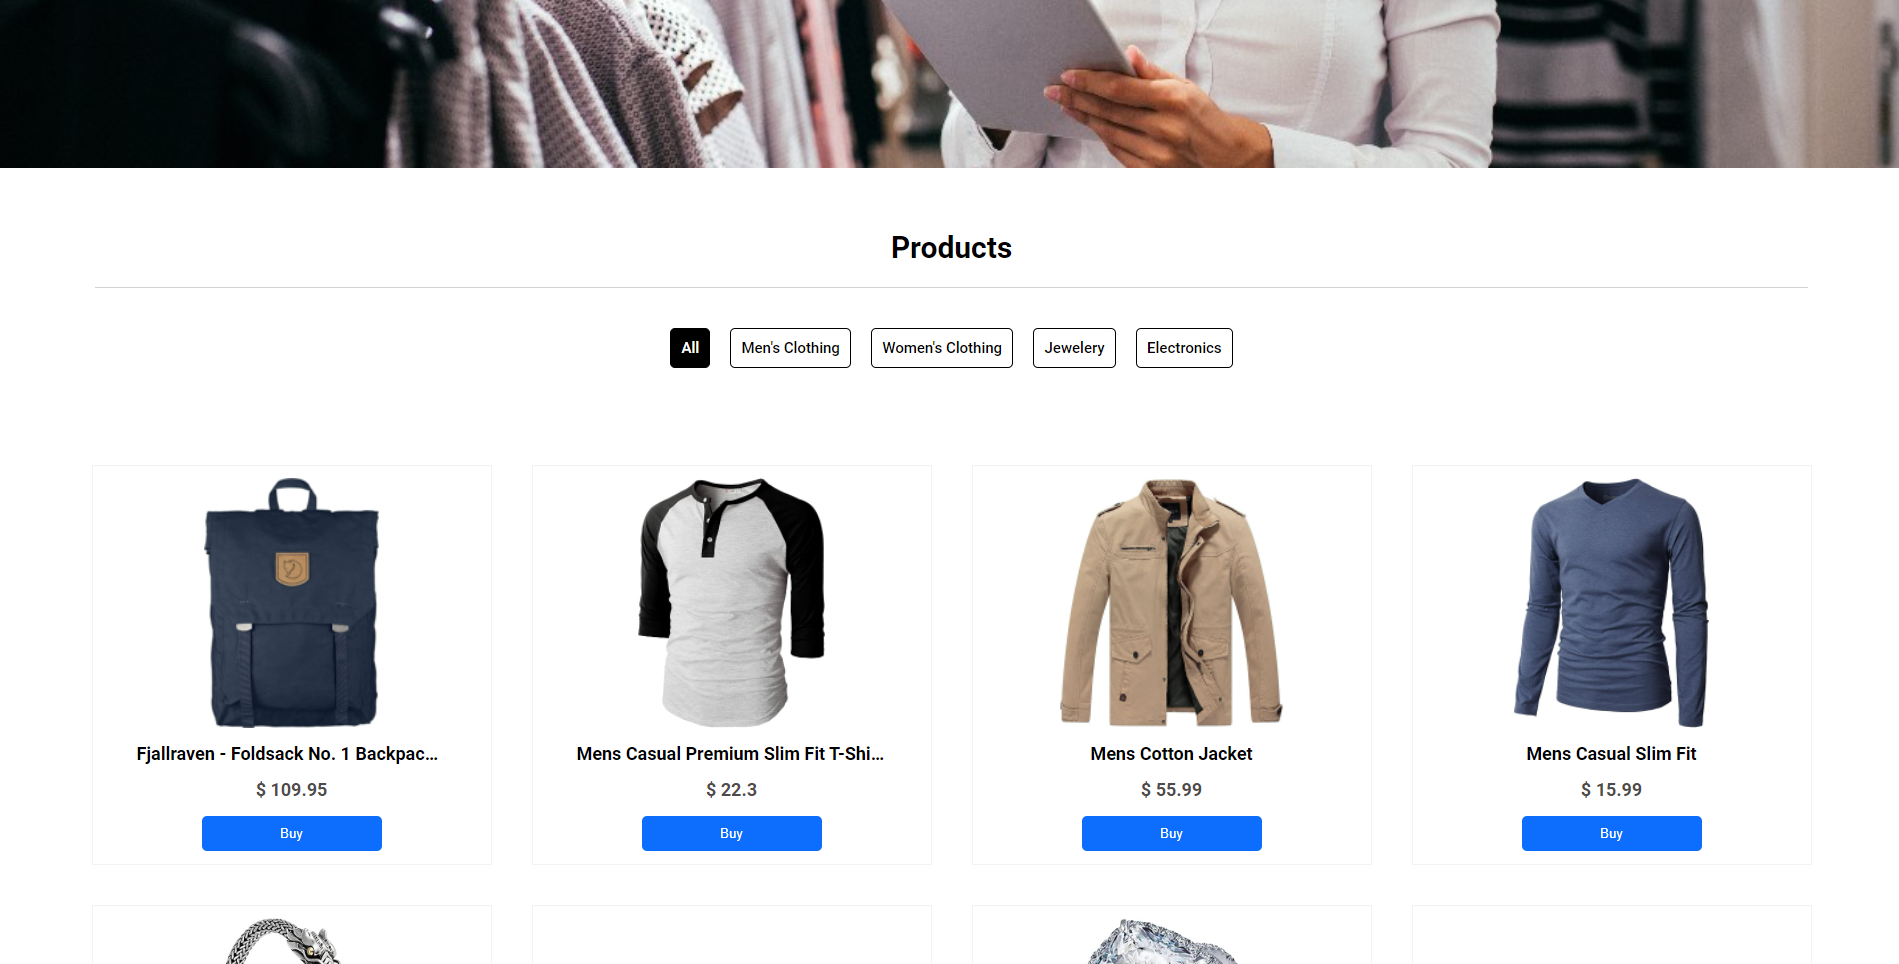 Products
All
Men's Clothing
Women's Clothing
Jewelery
Electronics
Fjallraven - Foldsack No. 1 Backpac...
Mens Casual Premium Slim Fit T-Shi...
Mens Cotton Jacket
Mens Casual Slim Fit
$ 109.95
$ 22.3
$ 55.99
$ 15.99
Buy
Buy
Buy
Buy